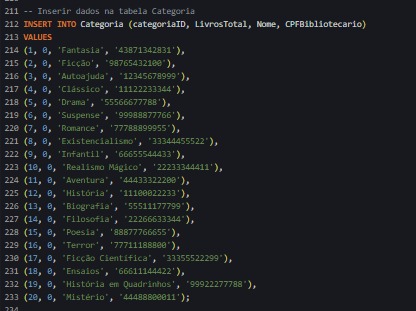 211 -- Inserir dados na tabela Categoria
212 INSERT INTO Categoria (categoriaID, LivrosTotal, Nome, CPFBibliotecario)
213 VALUES
214 (1, 0, 'Fantasia', '43871342831'),
215 (2, 0, 'Ficção', '98765432100'),
216 (3, 0, 'Autoajuda', '12345678999'),
217 (4, 0, 'Clássico', '11122233344'),
218 (5, 0, 'Drama', '55566677788'),
219 (6, 0, 'Suspense', '99988877766'),
220 (7, 0, 'Romance', '77788899955'),
221 (8, 0, 'Existencialismo', '33344455522'),
222 (9, 0, 'Infantil', '66655544433'),
223 (10, 0, 'Realismo Mágico', '22233344411'),
224 (11, 0, 'Aventura', '44433322200'),
225 (12, 0, 'História', '11100022233'),
226 (13, 0, 'Biografia', '55511177799'),
227 (14, 0, 'Filosofia', '22266633344'),
228 (15, 0, 'Poesia', '88877766655'),
229 (16, 0, 'Terror', '77711188800'),
230 (17, 0, 'Ficção Científica', '33355522299'),
231 (18, 0, 'Ensaios', '66611144422'),
232 (19, 0, 'História em Quadrinhos', '99922277788'),
233 (20, 0, 'Mistério', '44488800011');